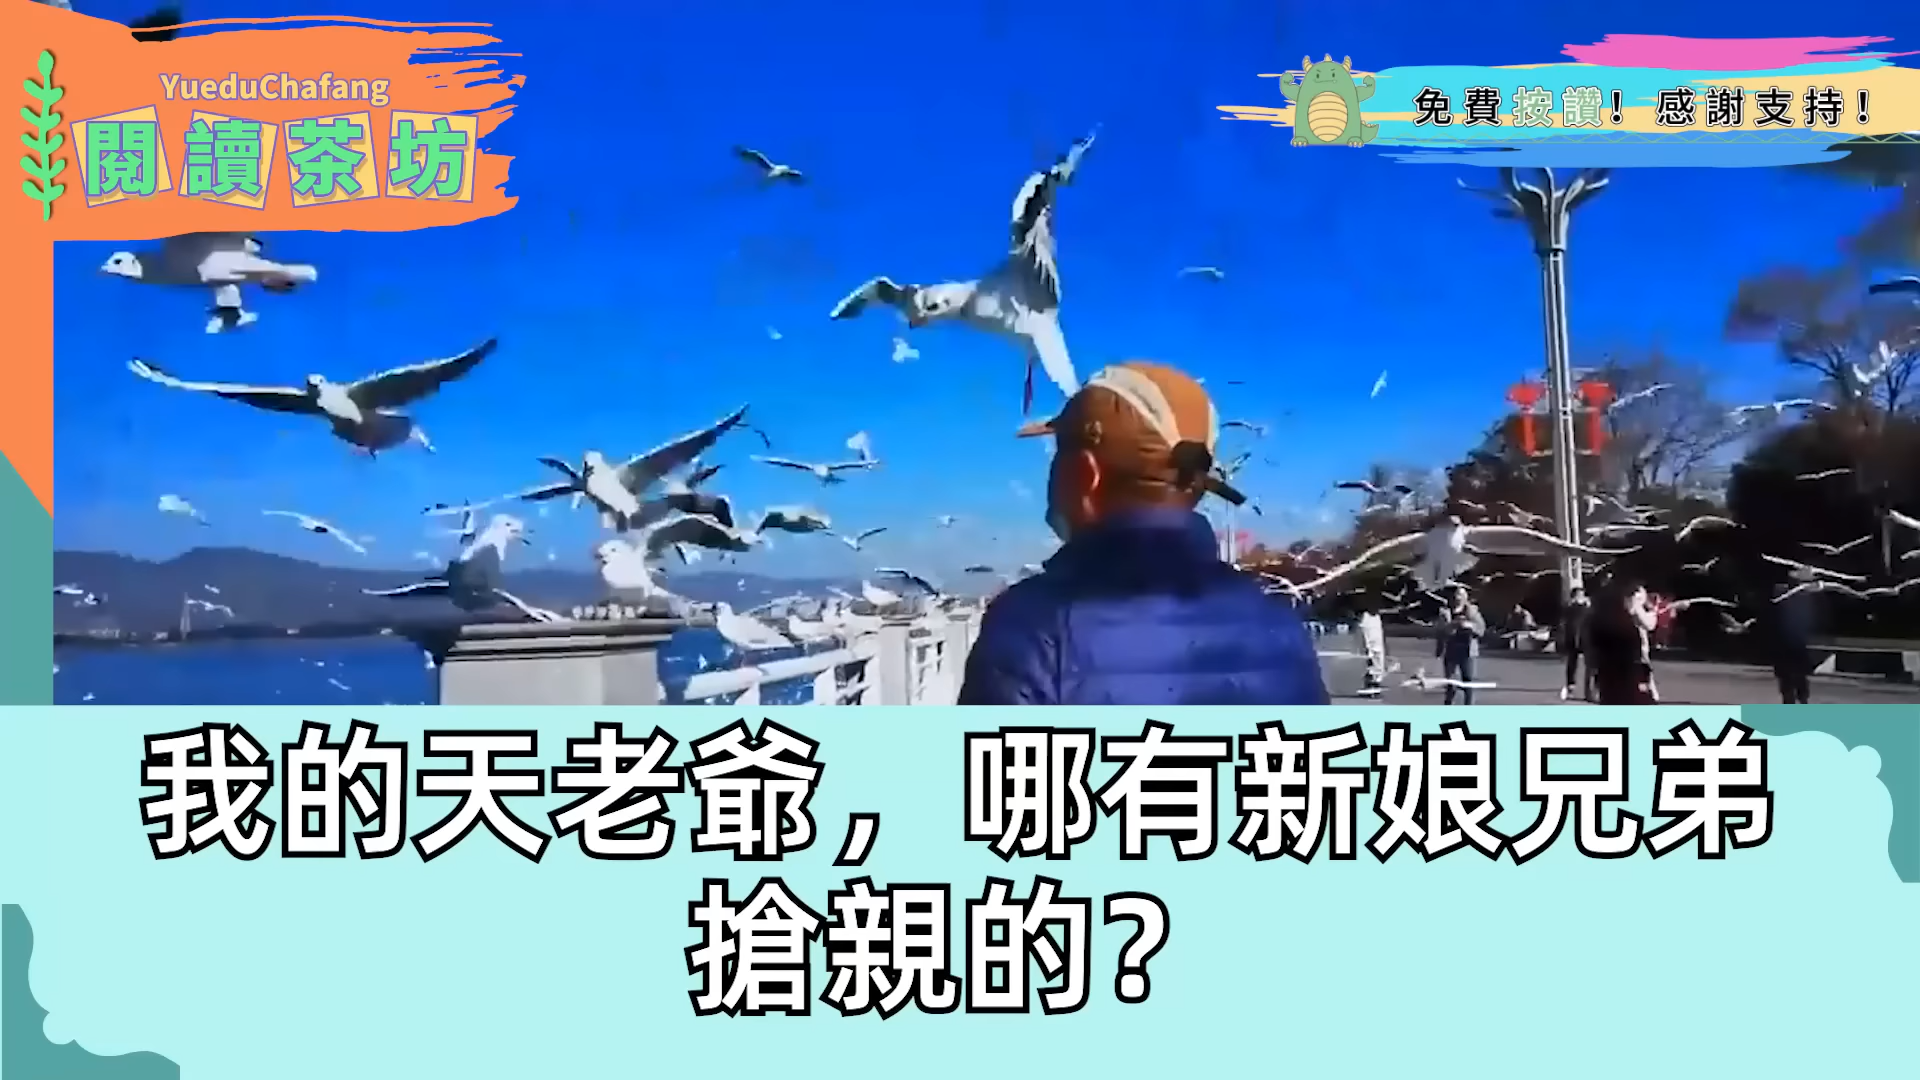 YueduChafang
閱讀茶坊
免費按讚！感謝支持！
我的天老爺，哪有新娘兄弟
搶親的？